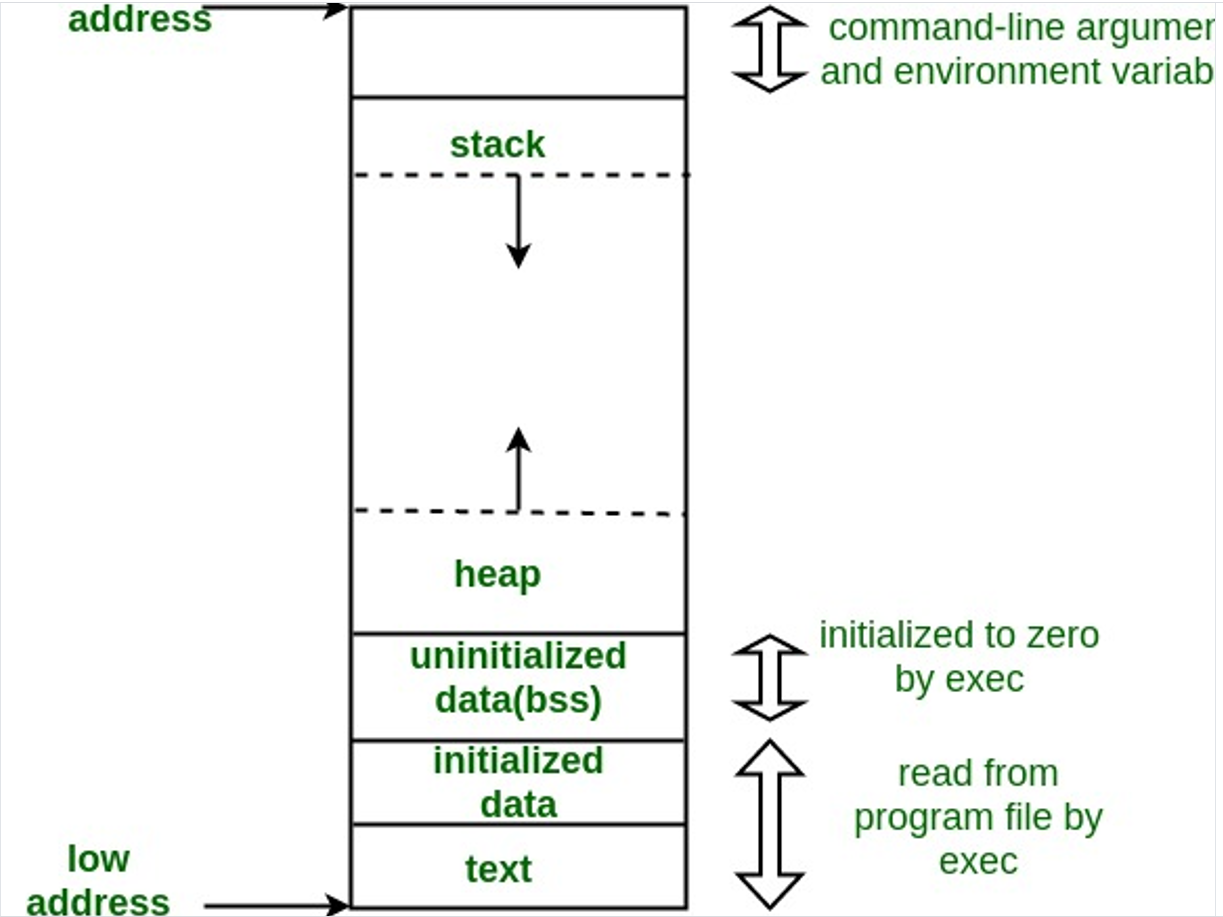 address
command-line argumen
and environment variab
stack
heap
uninitialized
data(bss)
initialized to zero
by exec
initialized
data
read from
program file by
exec
text
low
address